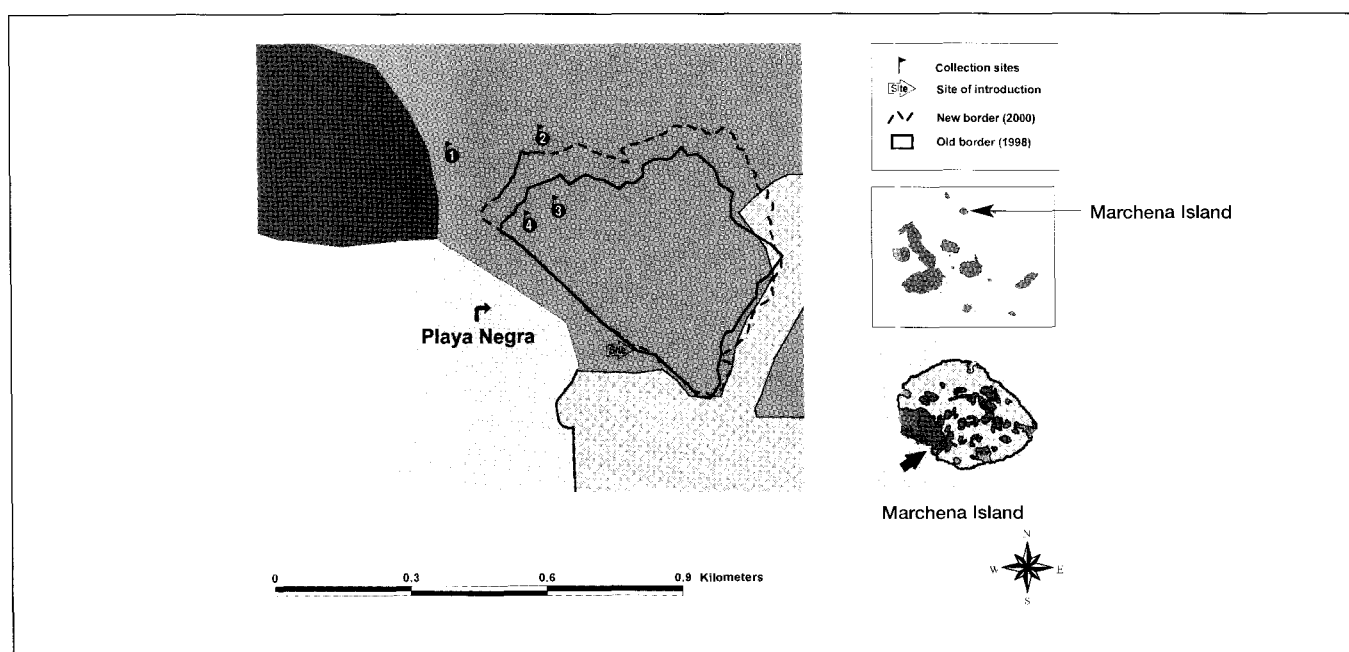 Collection sites
Site
Site of introduction
New border (2000)
Old border (1998)
1
2
3
4
Playa Negra
Site
Marchena Island
Marchena Island
0 0.3 0.6 0.9 Kilometers
N
W E
S